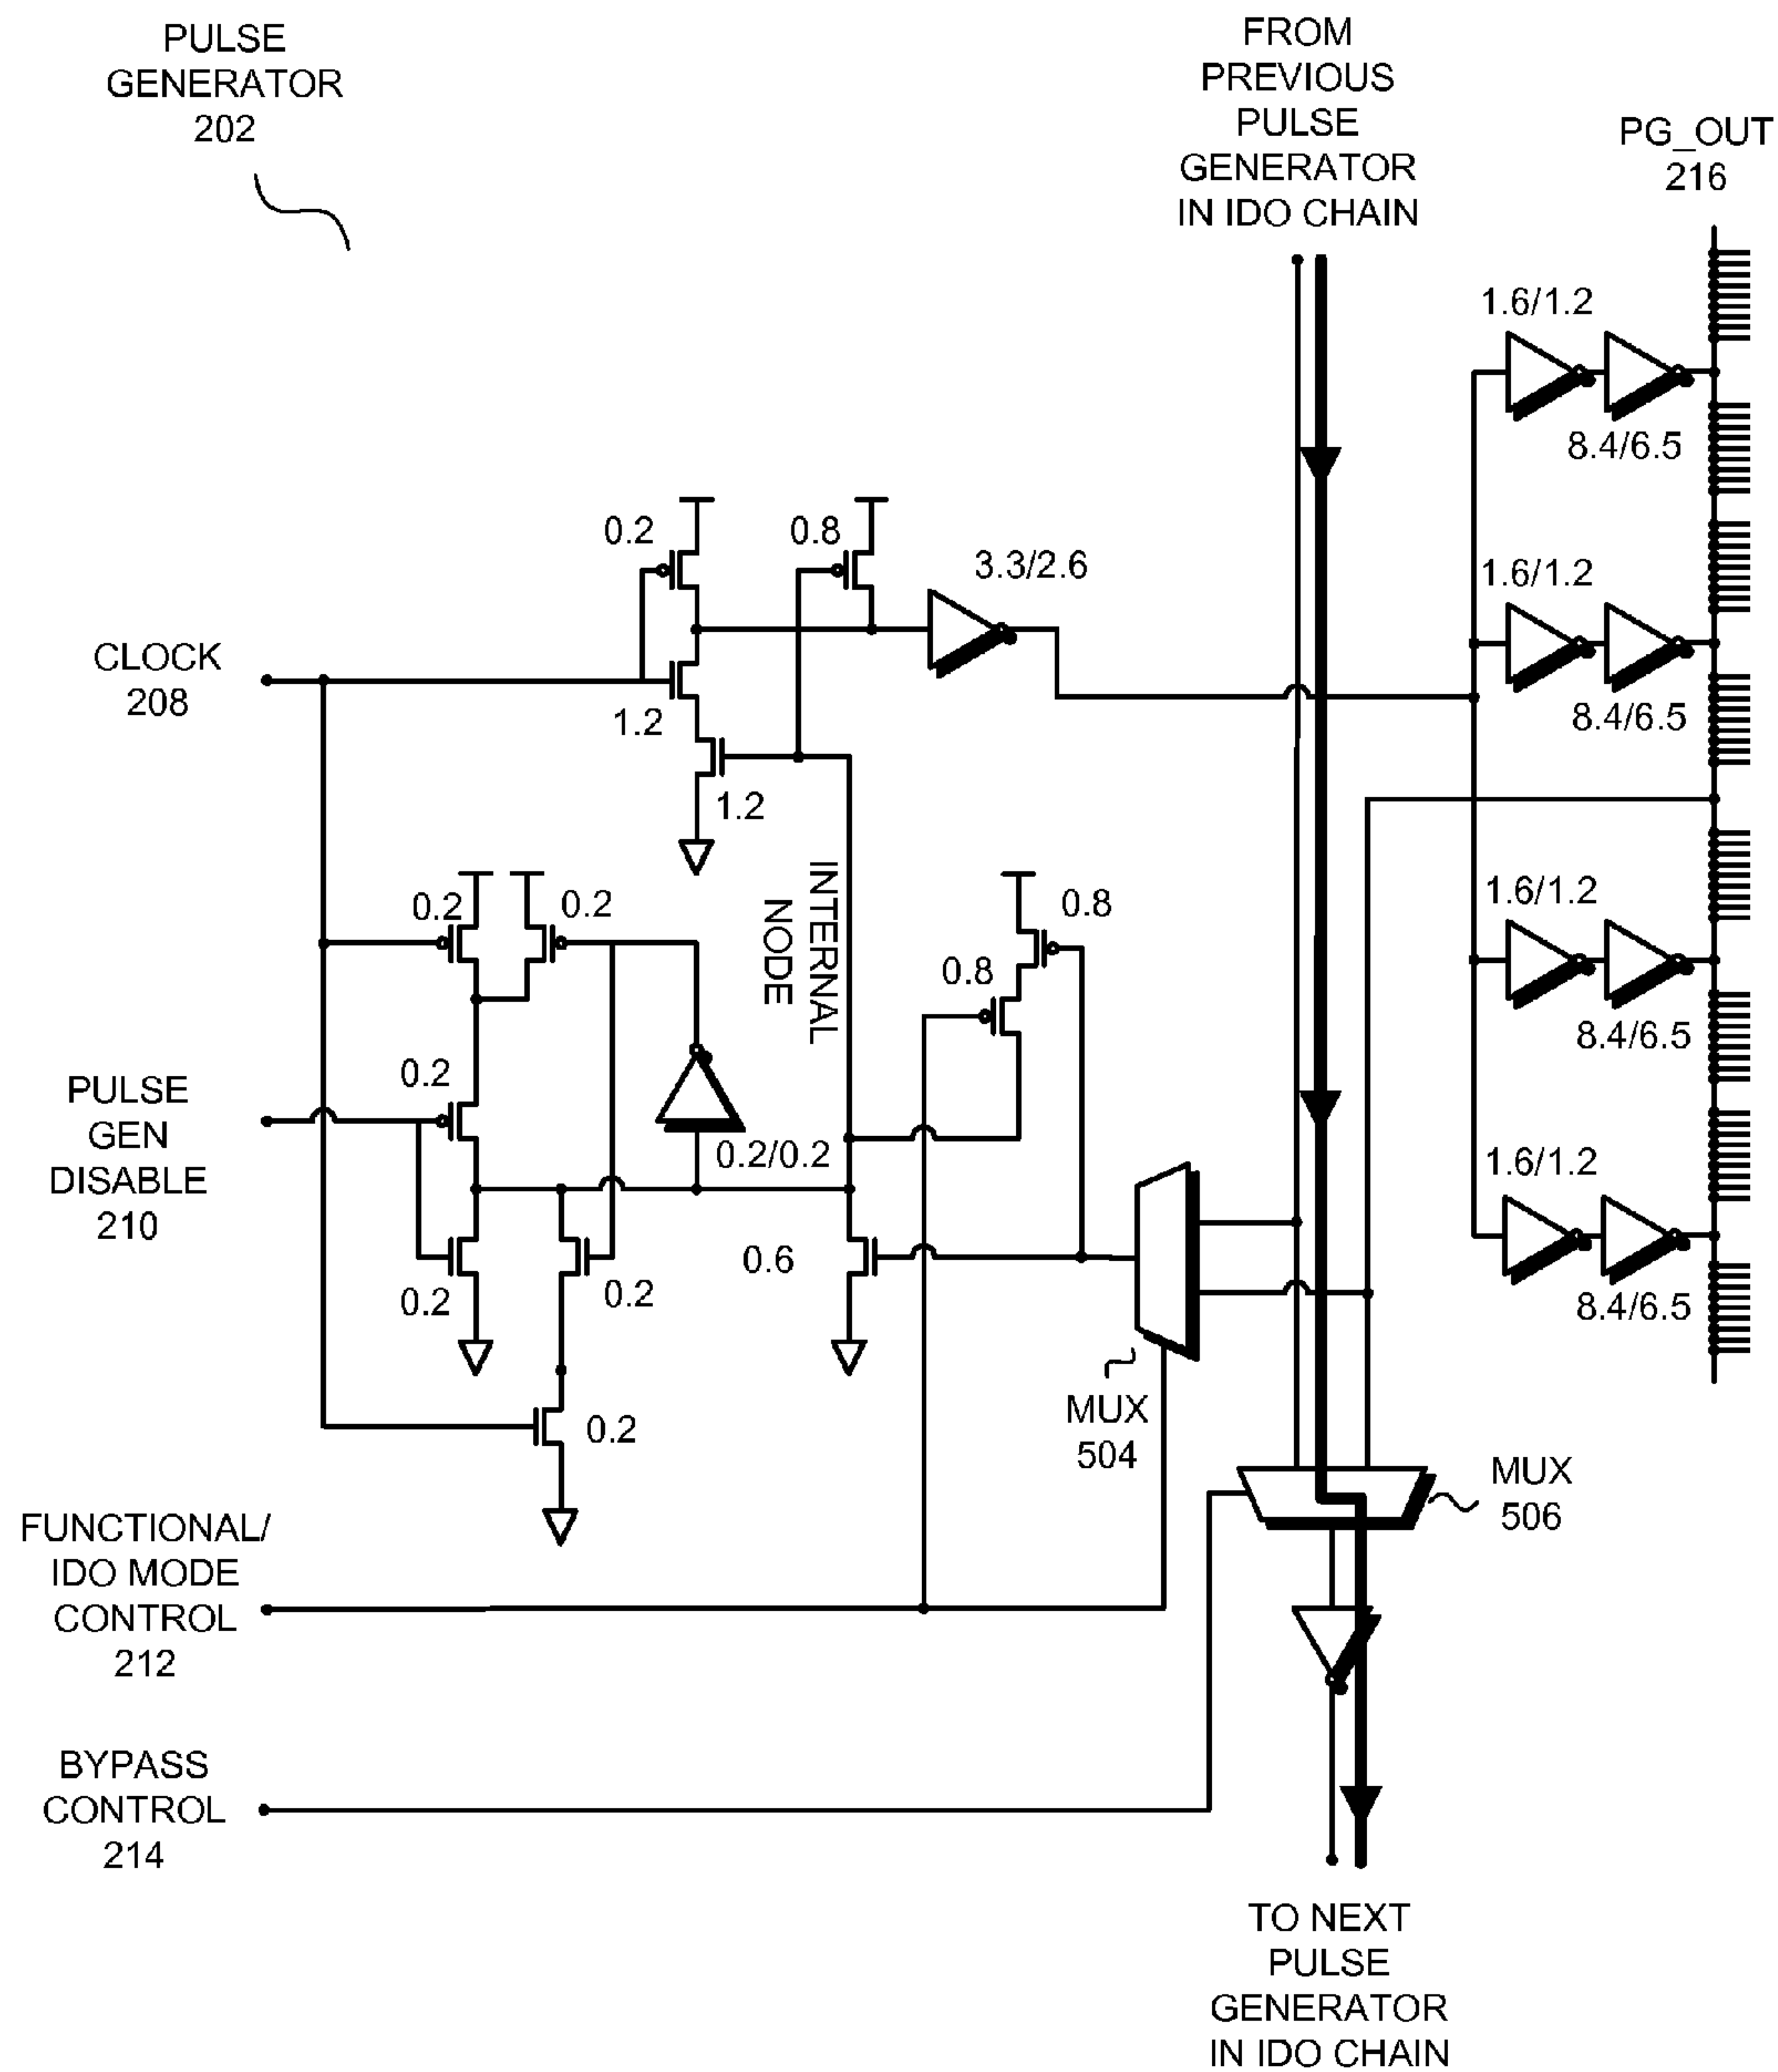 PULSE
GENERATOR
202
FROM
PREVIOUS
PULSE
GENERATOR
IN IDO CHAIN
PG_OUT
216
1.6/1.2
8.4/6.5
0.2
0.8
3.3/2.6
1.6/1.2
CLOCK
208
1.2
8.4/6.5
1.2
INTERNAL
NODE
0.2
0.2
0.8
1.6/1.2
0.8
8.4/6.5
PULSE
GEN
DISABLE
210
0.2
0.2/0.2
1.6/1.2
0.6
0.2
0.2
8.4/6.5
MUX
504
0.2
MUX
506
FUNCTIONAL/
IDO MODE
CONTROL
212
BYPASS
CONTROL
214
TO NEXT
PULSE
GENERATOR
IN IDO CHAIN